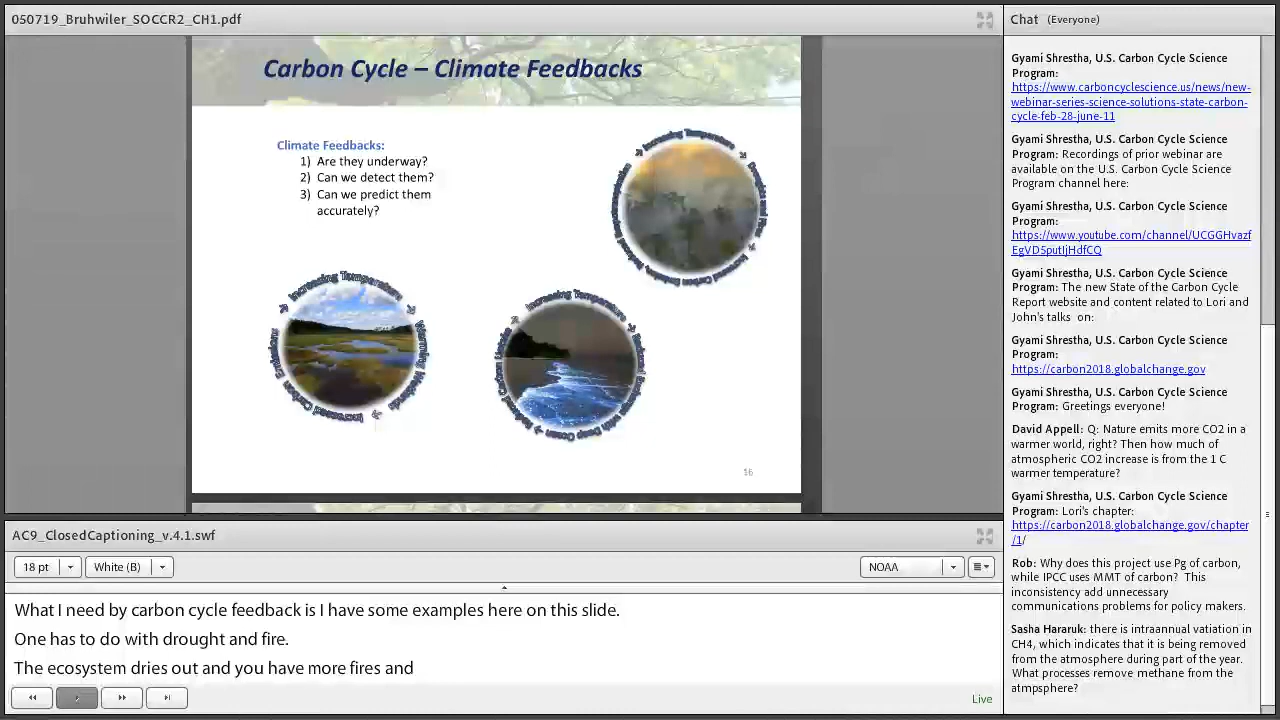 050719_Bruhwiler_SOCCR2_CH1.pdf
Carbon Cycle – Climate Feedbacks
Climate Feedbacks:
1) Are they underway?
2) Can we detect them?
3) Can we predict them
accurately?
Increasing Temperature
Increasing Temperature
Warming Wetlands
Increased Carbon Emissions
Increasing Temperature
Reduced Exchange with Deep Ocean
Reduced Carbon Uptake
16
AC9_ClosedCaptioning_v.4.1.swf
18 pt
White (B)
NOAA
What I need by carbon cycle feedback is I have some examples here on this slide.
One has to do with drought and fire.
The ecosystem dries out and you have more fires and
Live
Chat (Everyone)
Gyami Shrestha, U.S. Carbon Cycle Science
Program:
https://www.carboncyclescience.us/news/new-
webinar-series-science-solutions-state-carbon-
cycle-feb-28-june-11
Gyami Shrestha, U.S. Carbon Cycle Science
Program: Recordings of prior webinar are
available on the U.S. Carbon Cycle Science
Program channel here:
Gyami Shrestha, U.S. Carbon Cycle Science
Program:
https://www.youtube.com/channel/UCGGHvazf
EgVD5putIjHdfCQ
Gyami Shrestha, U.S. Carbon Cycle Science
Program: The new State of the Carbon Cycle
Report website and content related to Lori and
John's talks on:
Gyami Shrestha, U.S. Carbon Cycle Science
Program:
https://carbon2018.globalchange.gov
Gyami Shrestha, U.S. Carbon Cycle Science
Program: Greetings everyone!
David Appell: Q: Nature emits more CO2 in a
warmer world, right? Then how much of
atmospheric CO2 increase is from the 1 C
warmer temperature?
Gyami Shrestha, U.S. Carbon Cycle Science
Program: Lori's chapter:
https://carbon2018.globalchange.gov/chapter
/1/
Rob: Why does this project use Pg of carbon,
while IPCC uses MMT of carbon? This
inconsistency add unnecessary
communications problems for policy makers.
Sasha Hararuk: there is intraannual vatiation in
CH4, which indicates that it is being removed
from the atmosphere during part of the year.
What processes remove methane from the
atmpsphere?